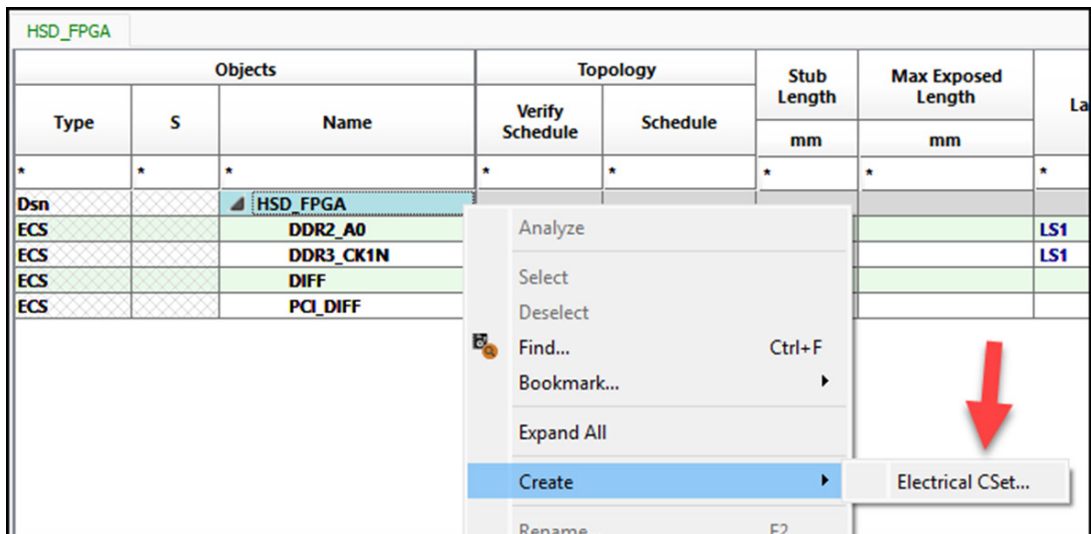 HSD_FPGA
Objects Topology Stub Length Max Exposed Length La
Type S Name Verify Schedule Schedule mm mm
* * * * * * * *
Dsn HSD_FPGA
ECS DDR2_A0 LS1
ECS DDR3_CK1N LS1
ECS DIFF
ECS PCI_DIFF
Analyze
Select
Deselect
Find... Ctrl+F
Bookmark...
Expand All
Create Electrical CSet...
Rename F2